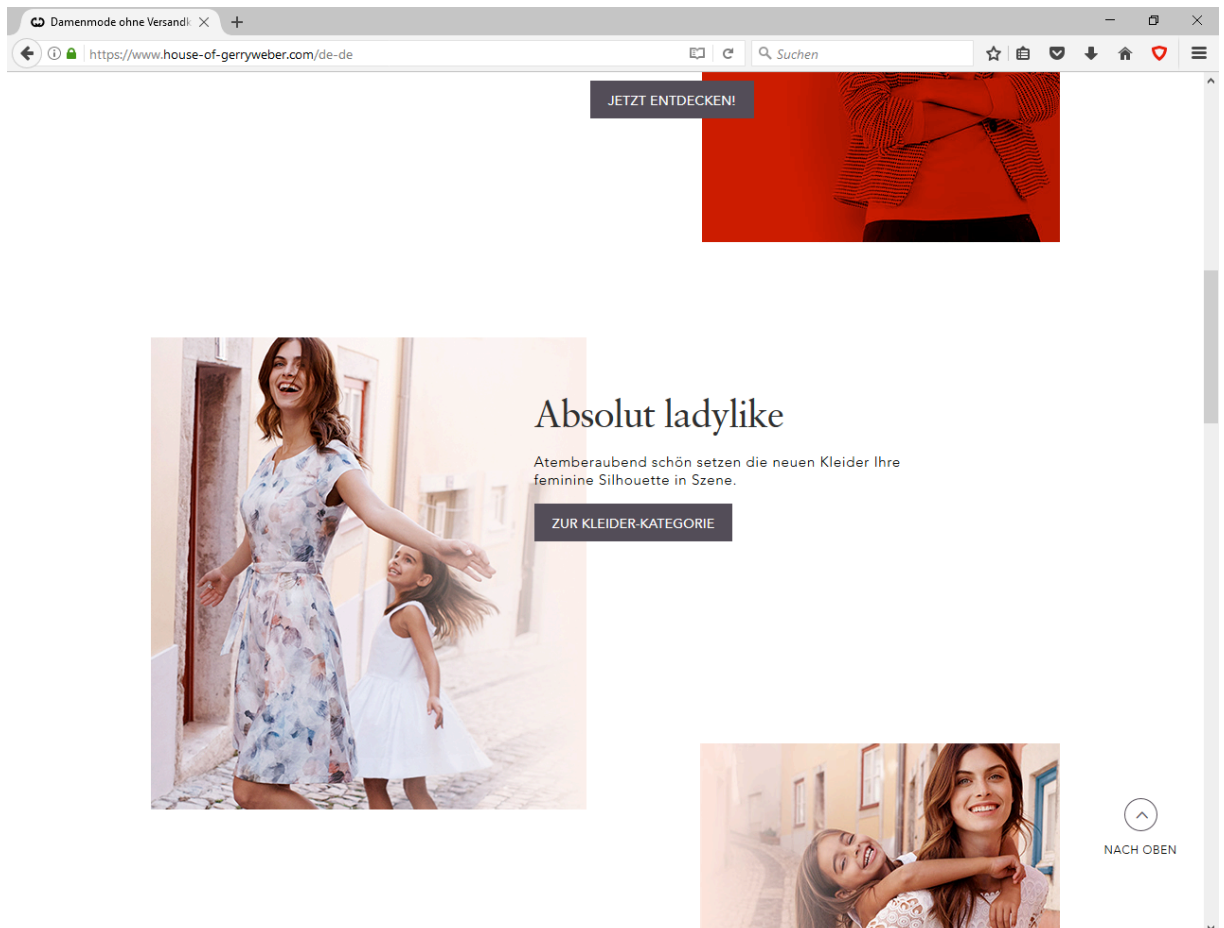 Damenmode ohne Versandk
https://www.house-of-gerryweber.com/de-de
Suchen
JETZT ENTDECKEN!
Absolut ladylike
Atemberaubend schön setzen die neuen Kleider Ihre
feminine Silhouette in Szene.
ZUR KLEIDER-KATEGORIE
NACH OBEN